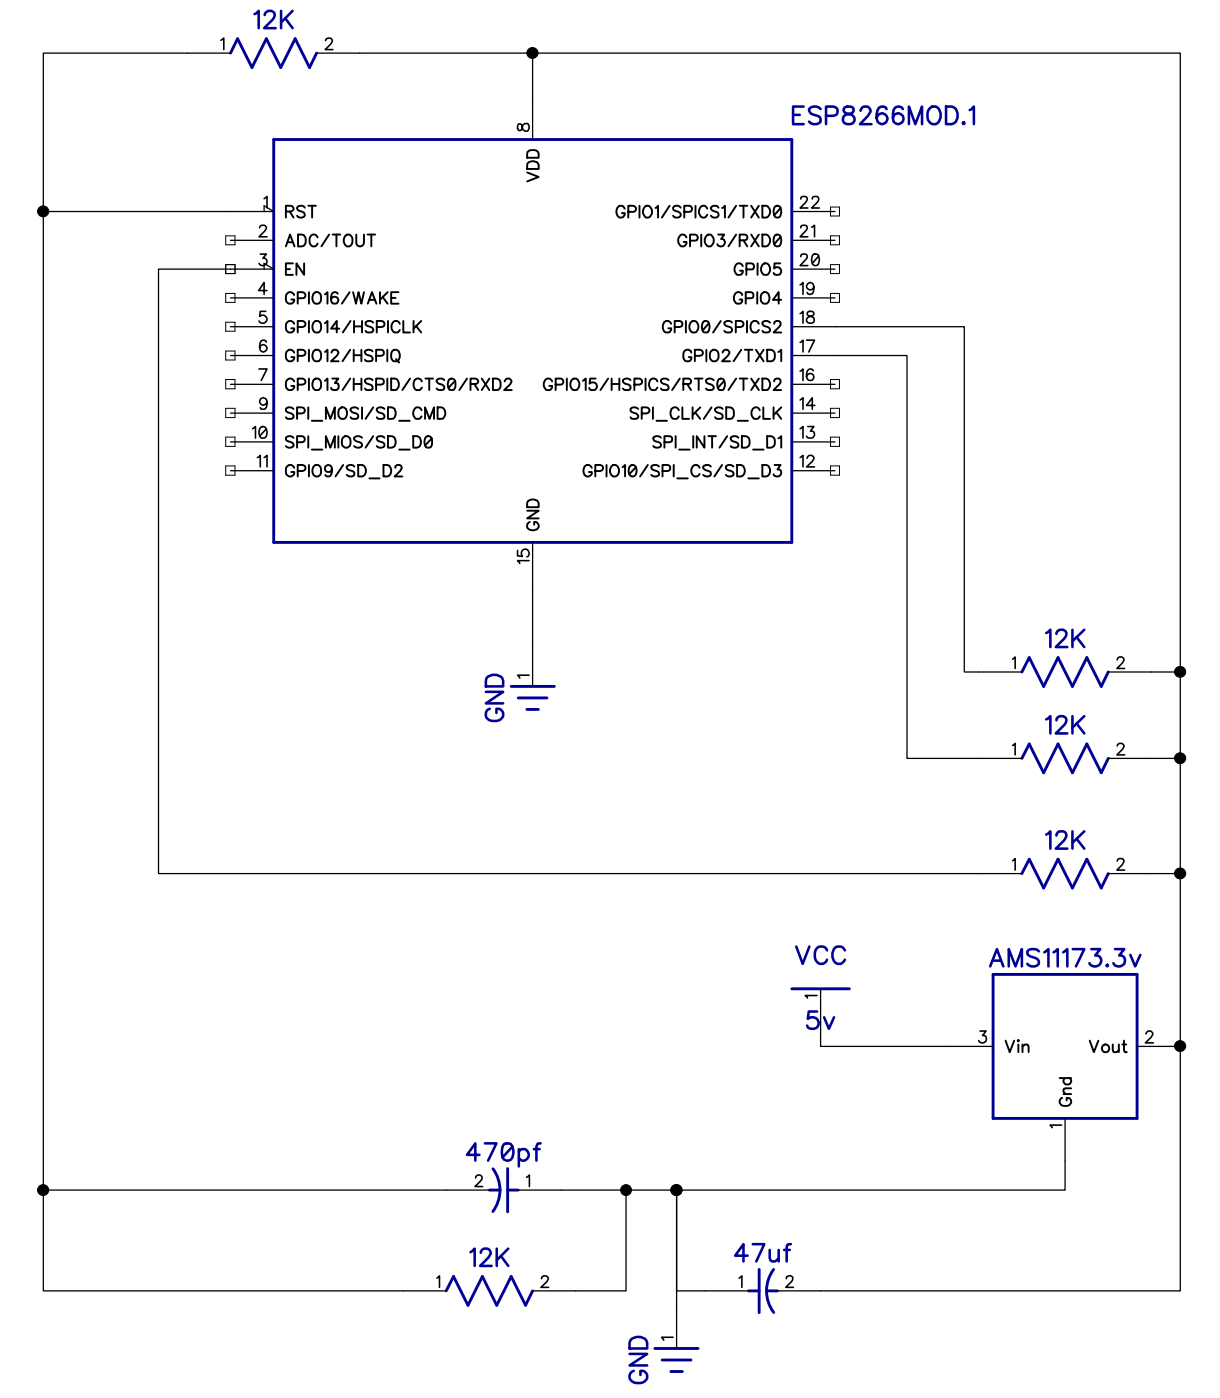 12K
1 2
ESP8266MOD.1
8
VDD
1 RST GPIO1/SPICS1/TXD0 22
2 ADC/TOUT GPIO3/RXD0 21
3 EN GPIO5 20
4 GPIO16/WAKE GPIO4 19
5 GPIO14/HSPICLK GPIO0/SPICS2 18
6 GPIO12/HSPIQ GPIO2/TXD1 17
7 GPIO13/HSPID/CTS0/RXD2 GPIO15/HSPICS/RTS0/TXD2 16
9 SPI_MOSI/SD_CMD SPI_CLK/SD_CLK 14
10 SPI_MIOS/SD_D0 SPI_INT/SD_D1 13
11 GPIO9/SD_D2 GPIO10/SPI_CS/SD_D3 12
GND
15
12K
1 2
1
GND
12K
1 2
12K
1 2
VCC
1
5v
AMS11173.3v
3 Vin Vout 2
Gnd
1
470pf
2 1
12K
1 2
47uf
1 2
1
GND